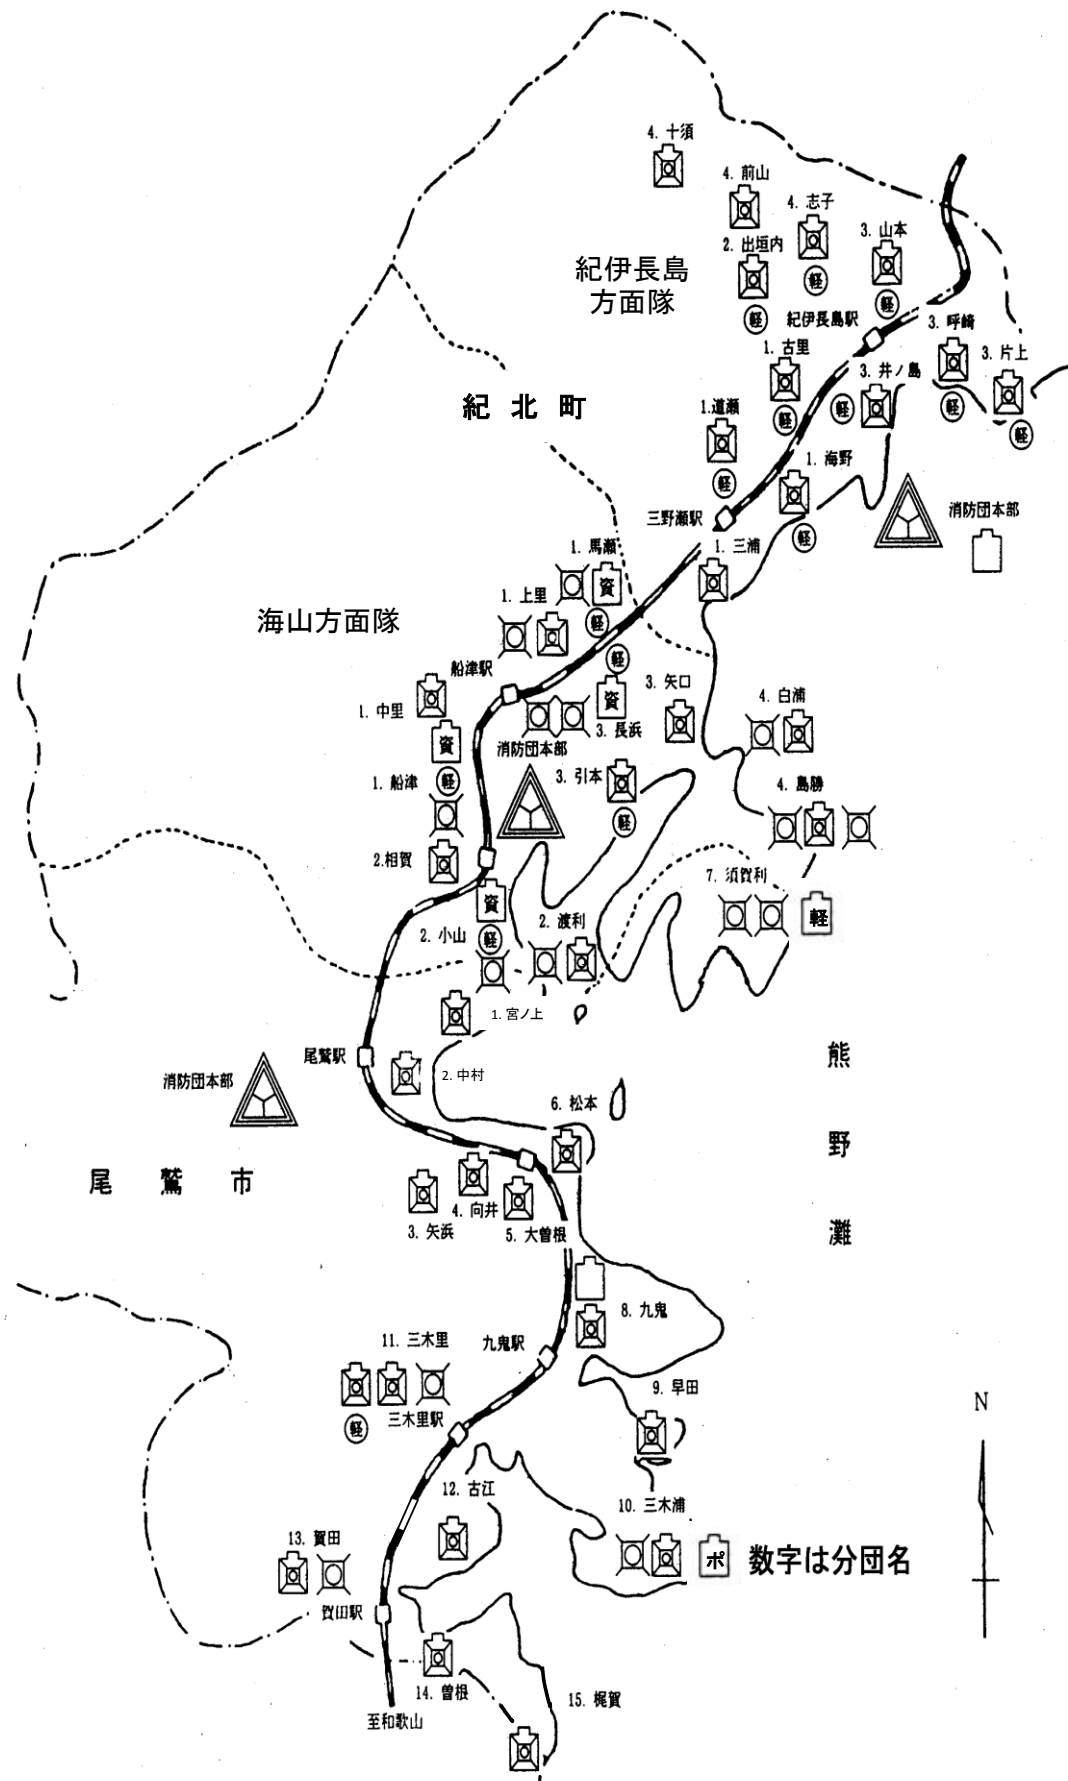 4. 十須
4. 前山
4. 志子
3. 山本
2. 出垣内
紀伊長島
方面隊
軽
軽
軽
紀伊長島駅
3. 呼崎
3. 片上
1. 古里
3. 井ノ島
軽
軽
軽
軽
紀北町
1.道瀬
1. 海野
軽
三野瀬駅
軽
消防団本部
1. 三浦
1. 馬瀬
資
1. 上里
軽
海山方面隊
船津駅
軽
資
3. 矢口
4. 白浦
1. 中里
3. 長浜
資
消防団本部
軽
3. 引本
軽
1. 船津
4. 島勝
2.相賀
7. 須賀利
軽
資
2. 小山
軽
2. 渡利
1. 宮ノ上
尾鷲駅
2. 中村
消防団本部
熊野灘
6. 松本
尾鷲市
3. 矢浜
4. 向井
5. 大曽根
8. 九鬼
九鬼駅
11. 三木里
軽
三木里駅
9. 早田
N
12. 古江
10. 三木浦
ポ
数字は分団名
13. 賀田
賀田駅
14. 曽根
15. 梶賀
至和歌山